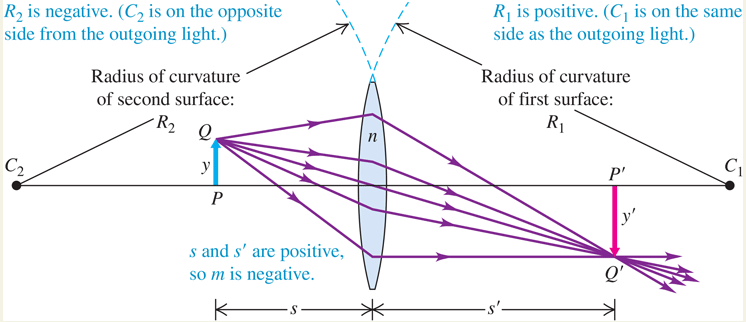 R₂ is negative. (C₂ is on the opposite
side from the outgoing light.)
R₁ is positive. (C₁ is on the same
side as the outgoing light.)
Radius of curvature
of second surface:
R₂
Radius of curvature
of first surface:
R₁
Q
n
C₂
y
P
P′
C₁
y′
s and s′ are positive,
so m is negative.
Q′
s
s′